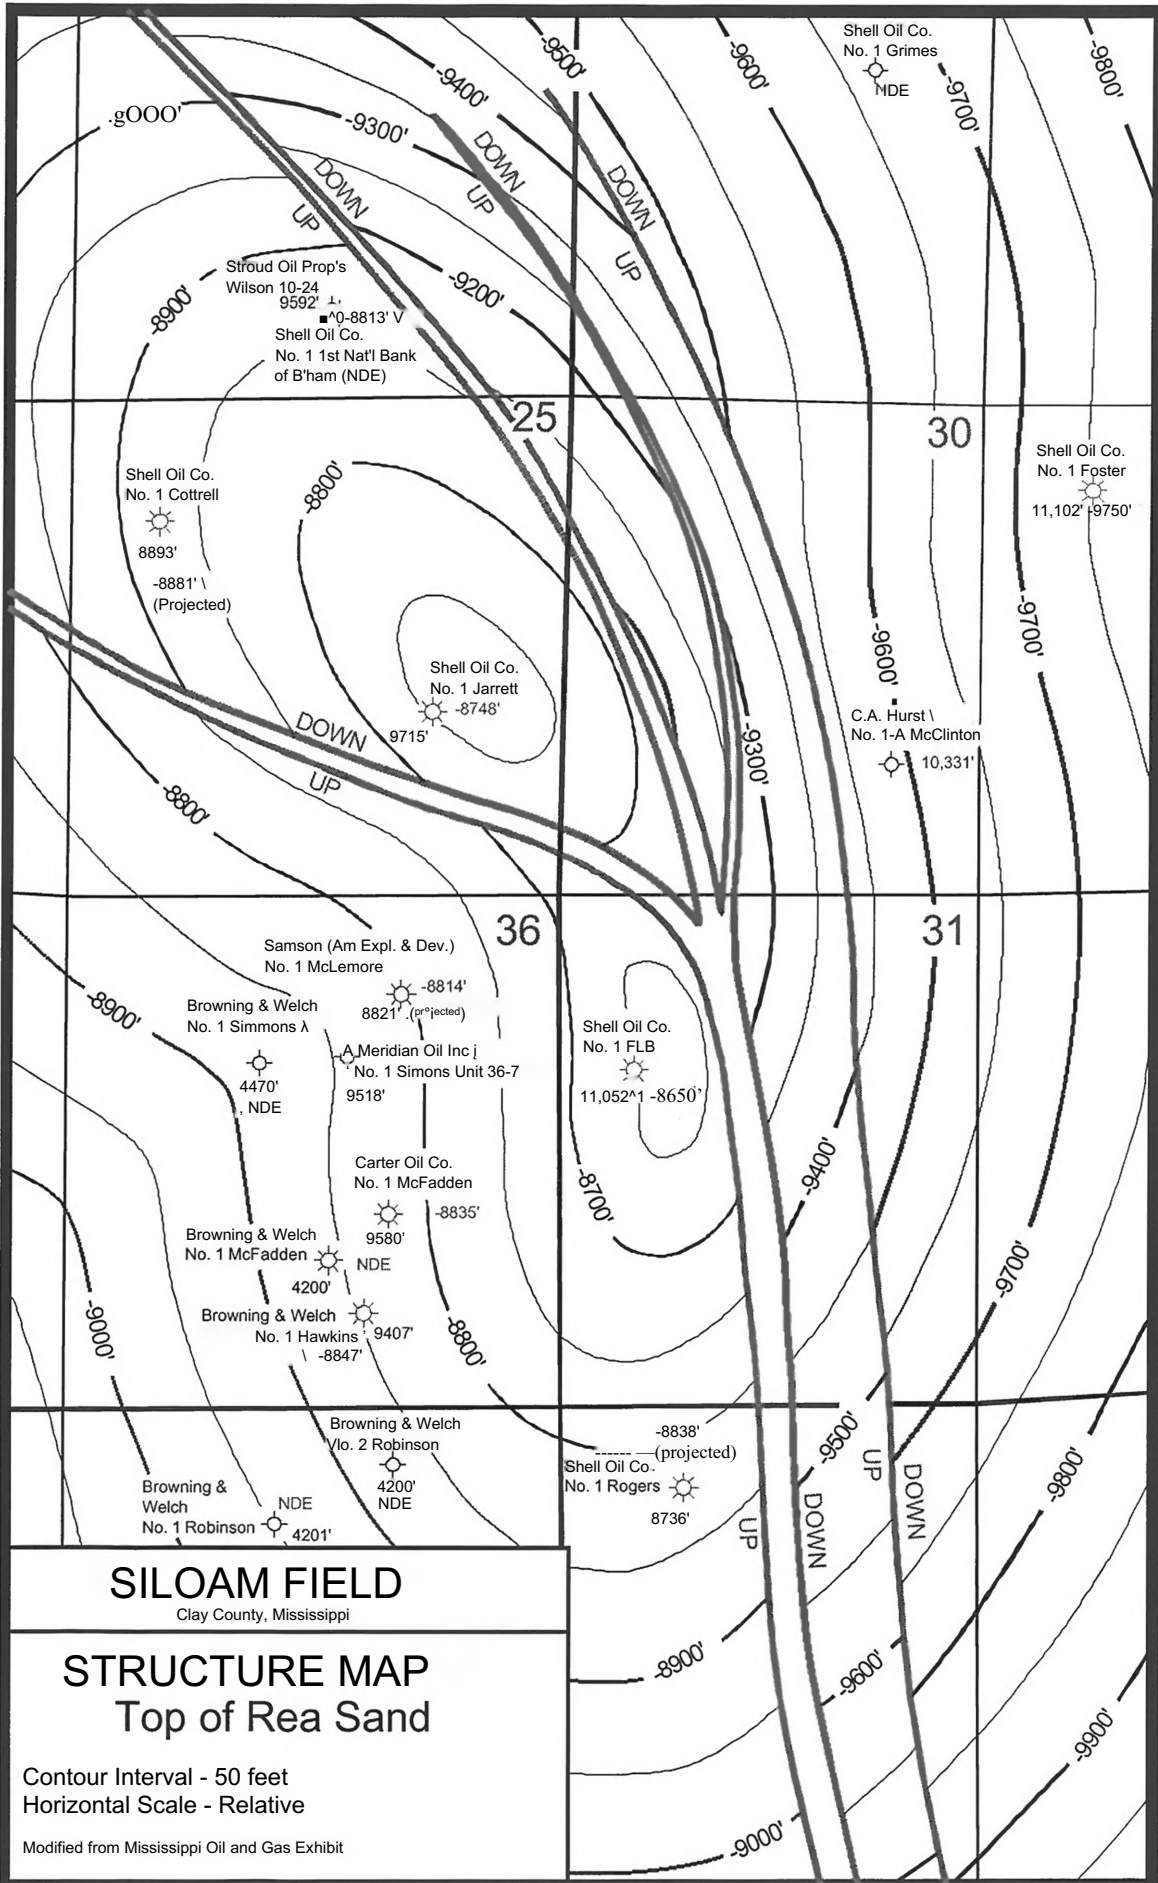 -9500'
-9600'
Shell Oil Co.
No. 1 Grimes
NDE
-9800'
-9400'
-9700'
.gOOO'
-9300'
DOWN
UP
DOWN
UP
DOWN
UP
-9200'
-8900'
Stroud Oil Prop's
Wilson 10-24
9592'
■^0-8813' V
Shell Oil Co.
No. 1 1st Nat'l Bank
of B'ham (NDE)
25
30
Shell Oil Co.
No. 1 Foster
11,102' -9750'
-8800'
Shell Oil Co.
No. 1 Cottrell
8893'
-8881' \
(Projected)
-9700'
-9600'
Shell Oil Co.
No. 1 Jarrett
-8748'
9715'
DOWN
UP
-9300'
C.A. Hurst \
No. 1-A McClinton
10,331'
-8800'
36
31
Samson (Am Expl. & Dev.)
No. 1 McLemore
-8814'
8821' .(pr°jected)
-8900'
Browning & Welch
No. 1 Simmons λ
4470'
, NDE
A Meridian Oil Inc j
No. 1 Simons Unit 36-7
9518'
Shell Oil Co.
No. 1 FLB
11,052^1 -8650'
Carter Oil Co.
No. 1 McFadden
-8835'
9580'
-8700'
-9400'
Browning & Welch
No. 1 McFadden
NDE
4200'
-9700'
Browning & Welch
No. 1 Hawkins '
9407'
\ -8847'
-9000'
-8800'
Browning & Welch
Vlo. 2 Robinson
4200'
NDE
-8838'
------ —(projected)
Shell Oil Co.
No. 1 Rogers
8736'
-9500'
UP
DOWN
UP
DOWN
-9800'
Browning &
Welch
No. 1 Robinson
NDE
4201'
SILOAM FIELD
Clay County, Mississippi
STRUCTURE MAP
Top of Rea Sand
Contour Interval - 50 feet
Horizontal Scale - Relative
Modified from Mississippi Oil and Gas Exhibit
-8900'
-9600'
-9900'
-9000'